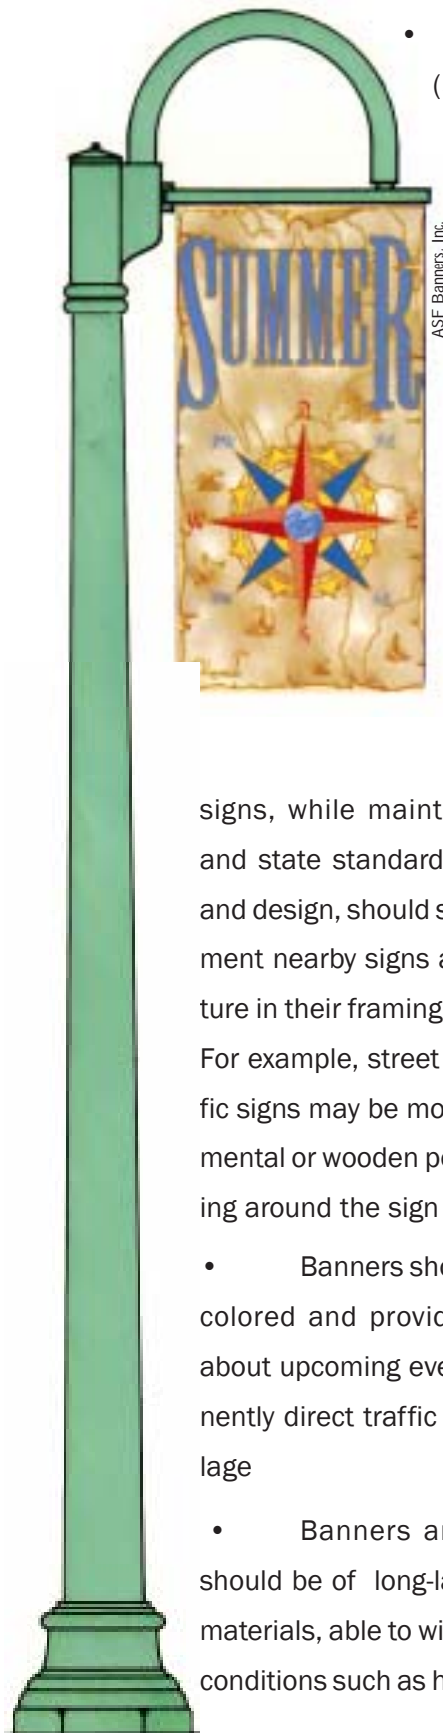 •
(
ASF Banners, Inc.
SUMMER
W
E
S
signs, while maint
and state standard
and design, should s
ment nearby signs a
ture in their framing
For example, street
fic signs may be mo
mental or wooden po
ing around the sign
• Banners sho
colored and provid
about upcoming eve
nently direct traffic
lage
• Banners ar
should be of long-la
materials, able to wi
conditions such as h